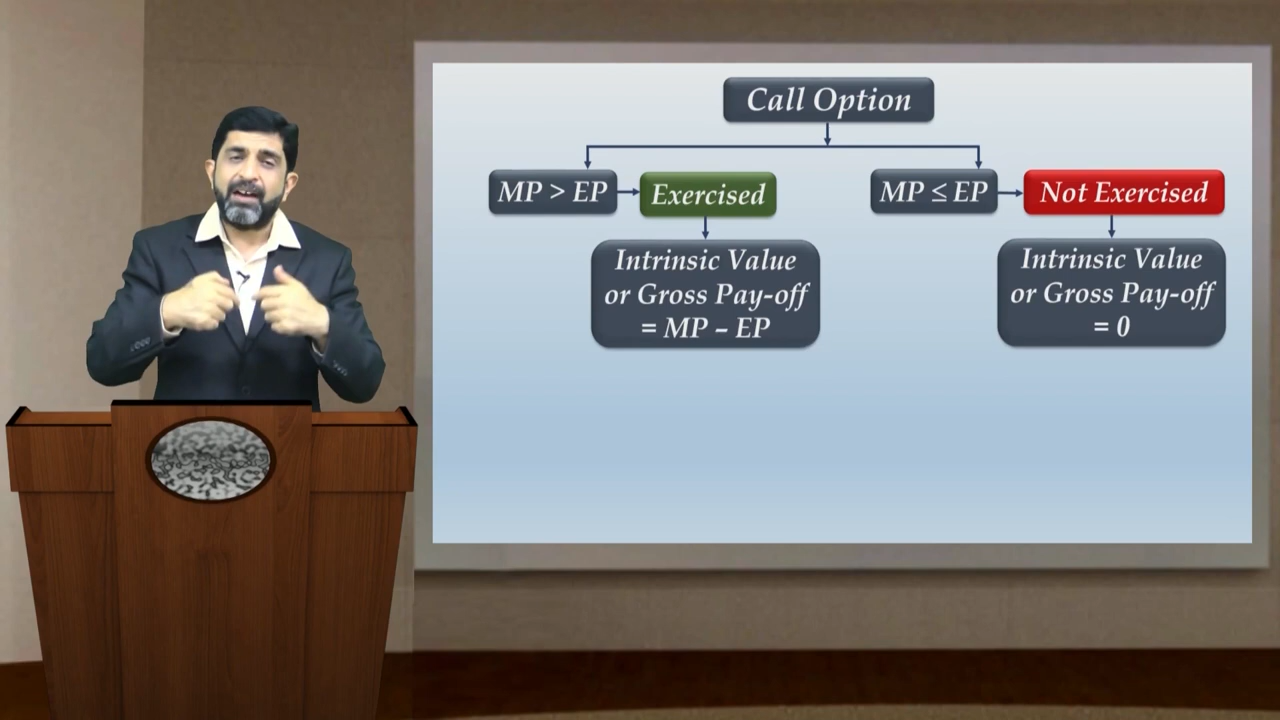 Call Option
MP > EP
Exercised
Intrinsic Value
or Gross Pay-off
= MP – EP
MP ≤ EP
Not Exercised
Intrinsic Value
or Gross Pay-off
= 0